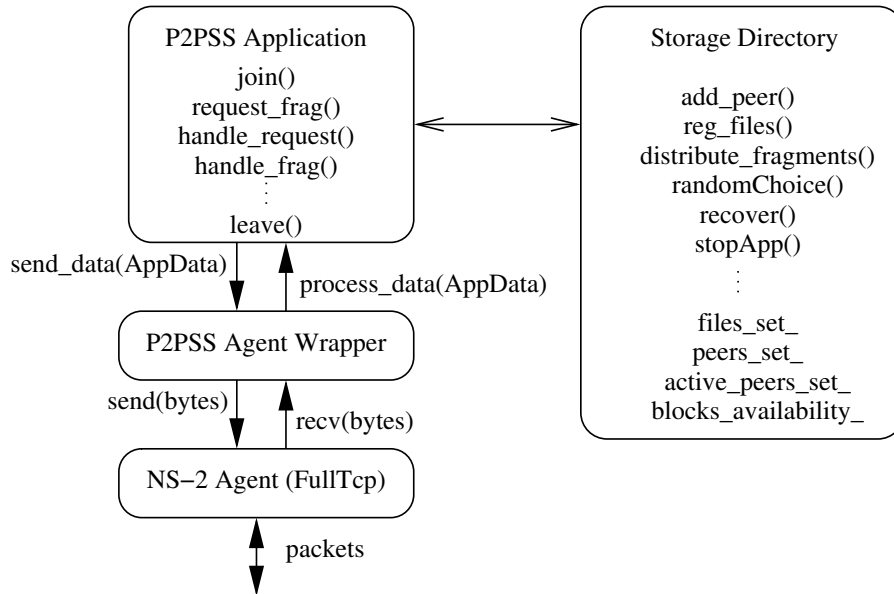 P2PSS Application
join()
request_frag()
handle_request()
handle_frag()
leave()
send_data(AppData)
process_data(AppData)
P2PSS Agent Wrapper
send(bytes)
recv(bytes)
NS−2 Agent (FullTcp)
packets
Storage Directory
add_peer()
reg_files()
distribute_fragments()
randomChoice()
recover()
stopApp()
files_set_
peers_set_
active_peers_set_
blocks_availability_